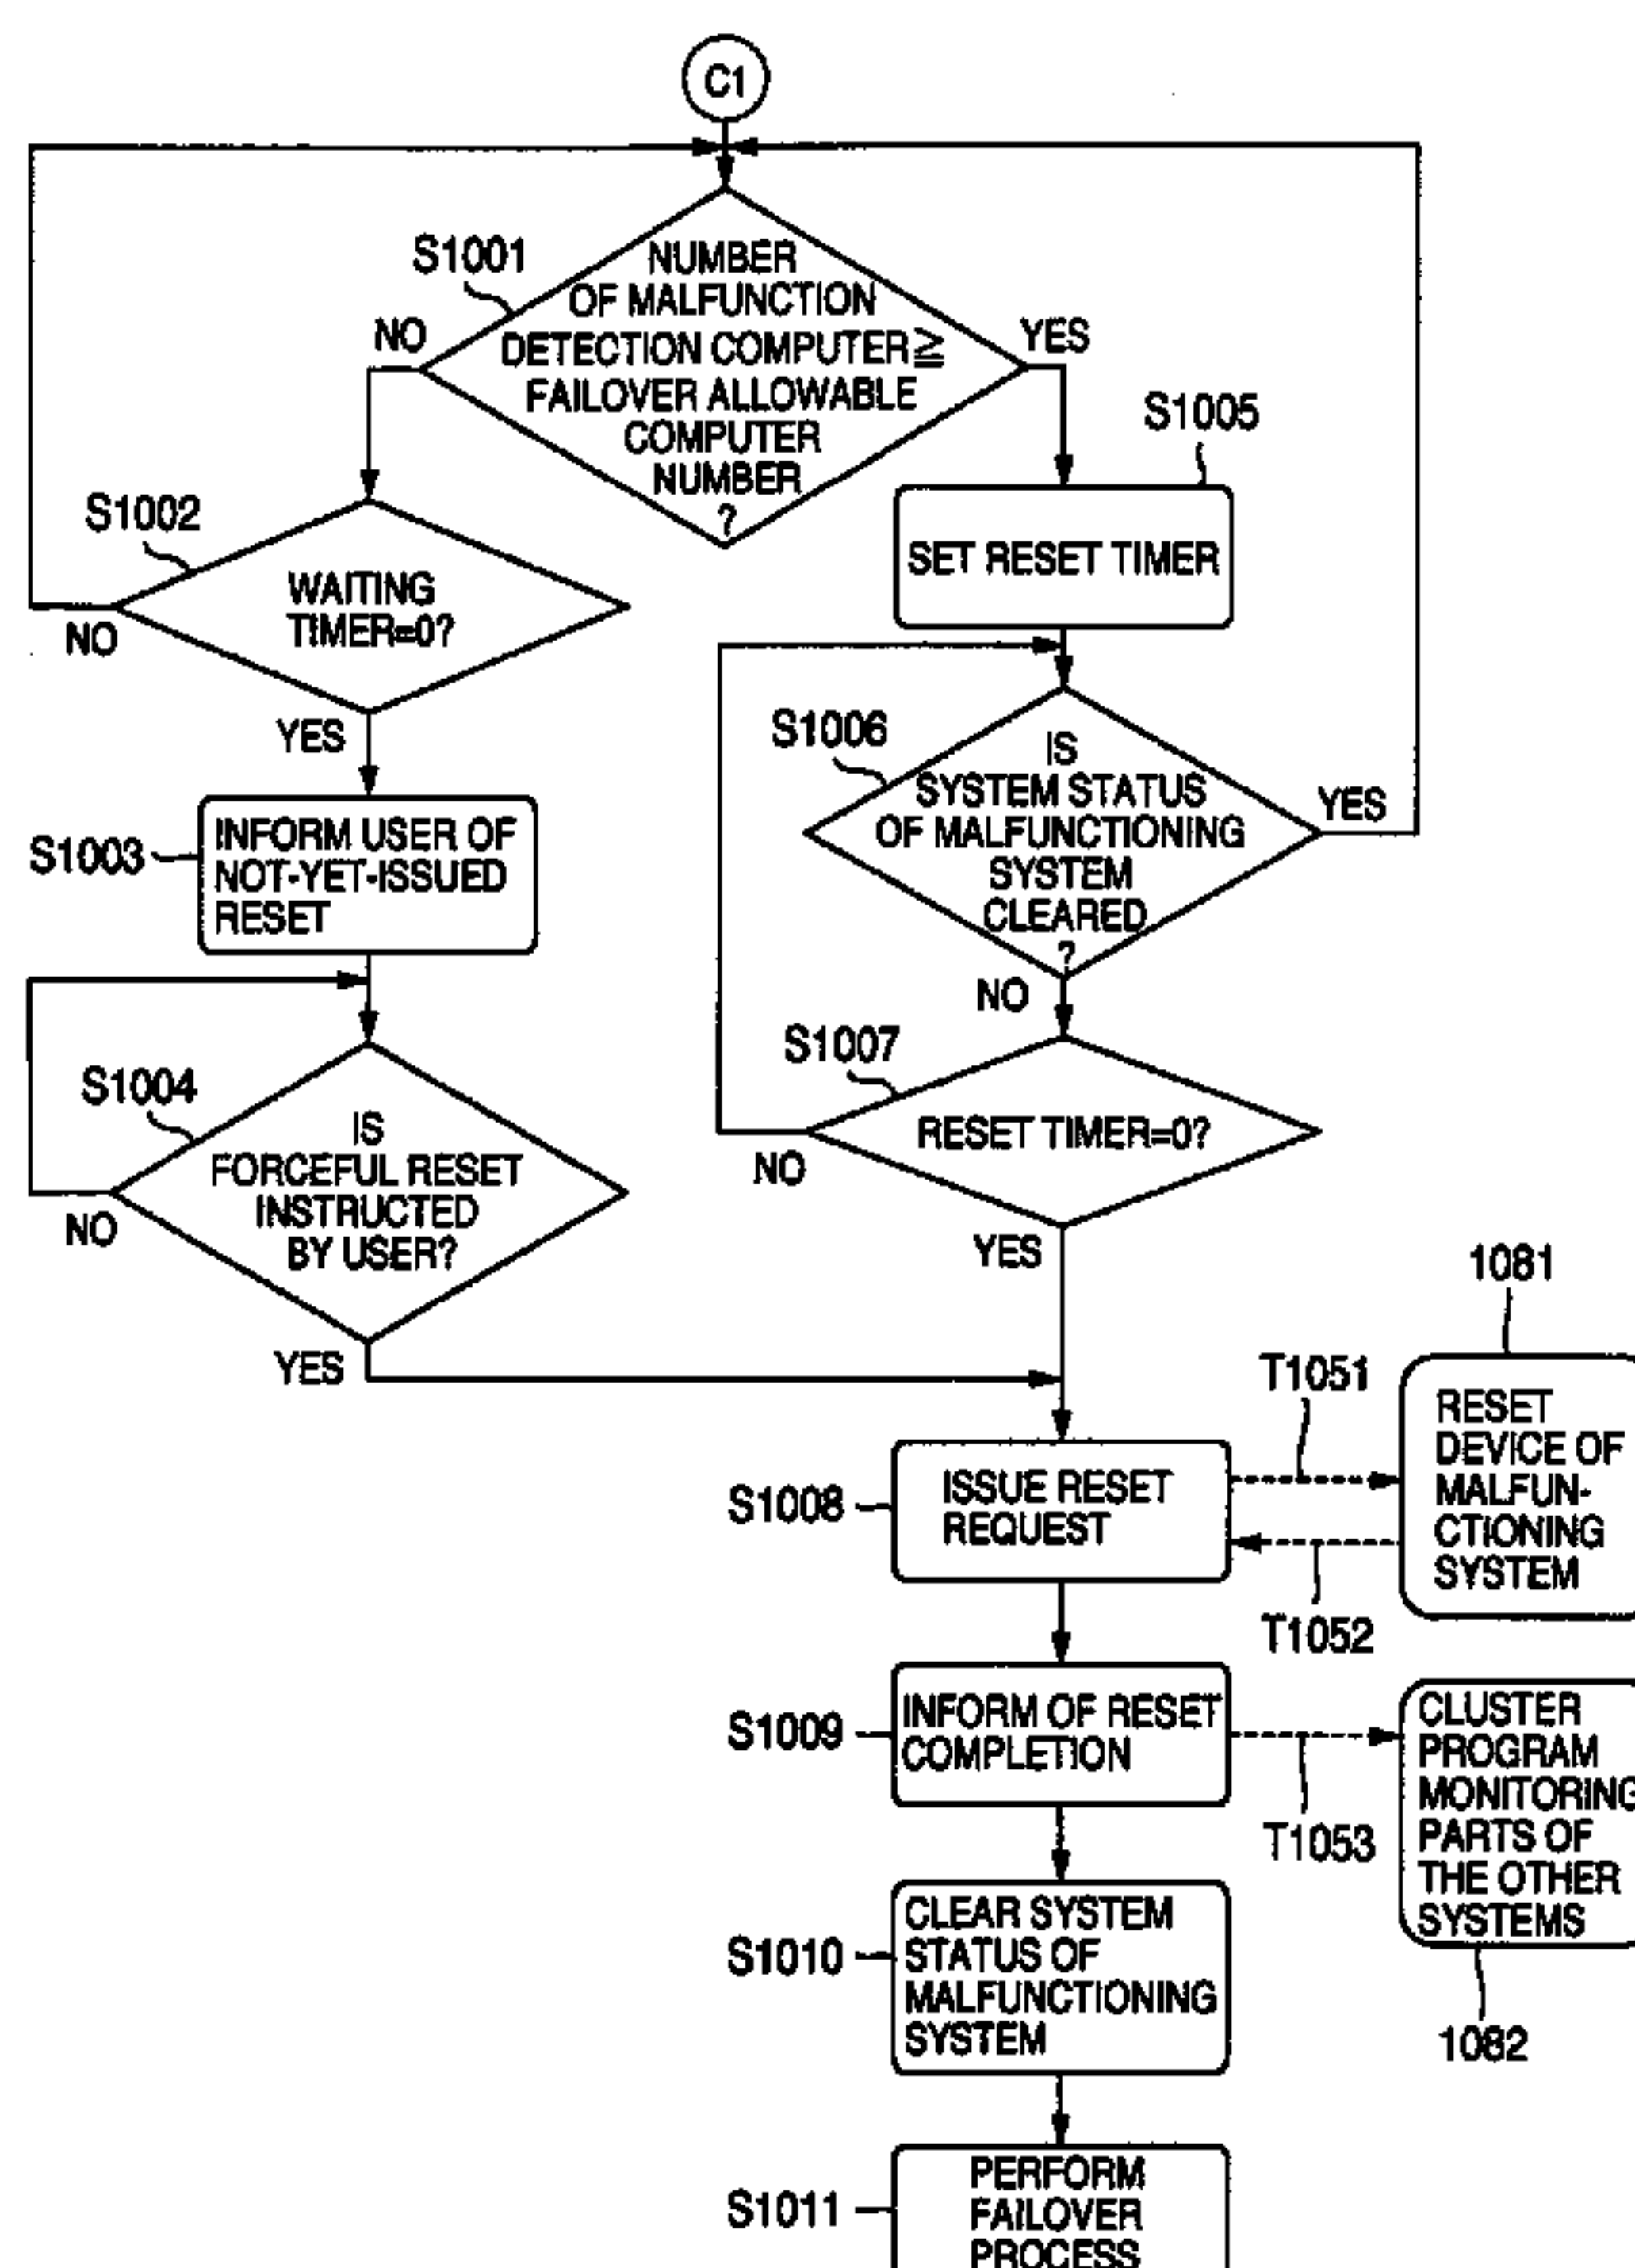 C1
S1001
NUMBER
OF MALFUNCTION
DETECTION COMPUTER≧
FAILOVER ALLOWABLE
COMPUTER
NUMBER
?
NO
YES
S1002
WAITING
TIMER=0?
NO
YES
S1003
INFORM USER OF
NOT-YET-ISSUED
RESET
S1004
IS
FORCEFUL RESET
INSTRUCTED
BY USER?
NO
YES
S1005
SET RESET TIMER
S1006
IS
SYSTEM STATUS
OF MALFUNCTIONING
SYSTEM
CLEARED
?
YES
NO
S1007
RESET TIMER=0?
NO
YES
S1008
ISSUE RESET
REQUEST
T1051
T1052
1081
RESET
DEVICE OF
MALFUN-
CTIONING
SYSTEM
S1009
INFORM OF RESET
COMPLETION
T1053
CLUSTER
PROGRAM
MONITORING
PARTS OF
THE OTHER
SYSTEMS
1082
S1010
CLEAR SYSTEM
STATUS OF
MALFUNCTIONING
SYSTEM
S1011
PERFORM
FAILOVER
PROCESS